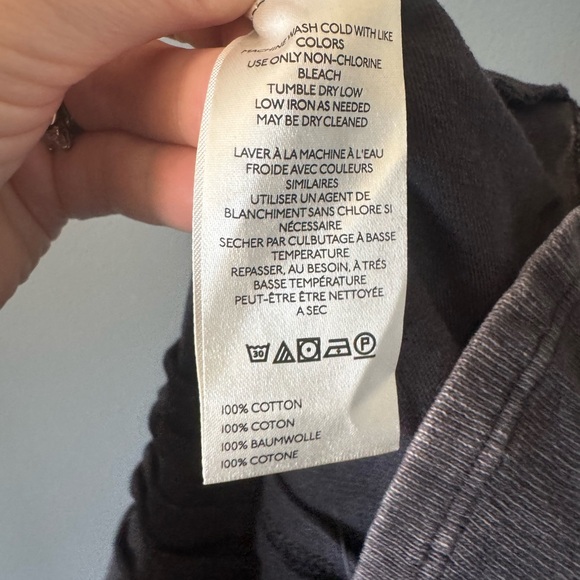 MACHINE WASH COLD WITH LIKE
COLORS
USE ONLY NON-CHLORINE
BLEACH
TUMBLE DRY LOW
LOW IRON AS NEEDED
MAY BE DRY CLEANED
LAVER À LA MACHINE À L'EAU
FROIDE AVEC COULEURS
SIMILAIRES
UTILISER UN AGENT DE
BLANCHIMENT SANS CHLORE SI
NÉCESSAIRE
SECHER PAR CULBUTAGE À BASSE
TEMPERATURE
REPASSER, AU BESOIN, À TRÉS
BASSE TEMPÉRATURE
PEUT-ÊTRE ÊTRE NETTOYÉE
A SEC
30 P
100% COTTON
100% COTON
100% BAUMWOLLE
100% COTONE